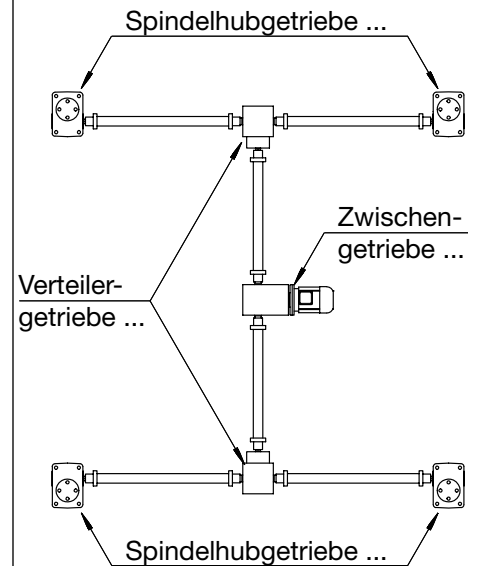 Spindelhubgetriebe ...
Zwischen-
getriebe ...
Verteiler-
getriebe ...
Spindelhubgetriebe ...